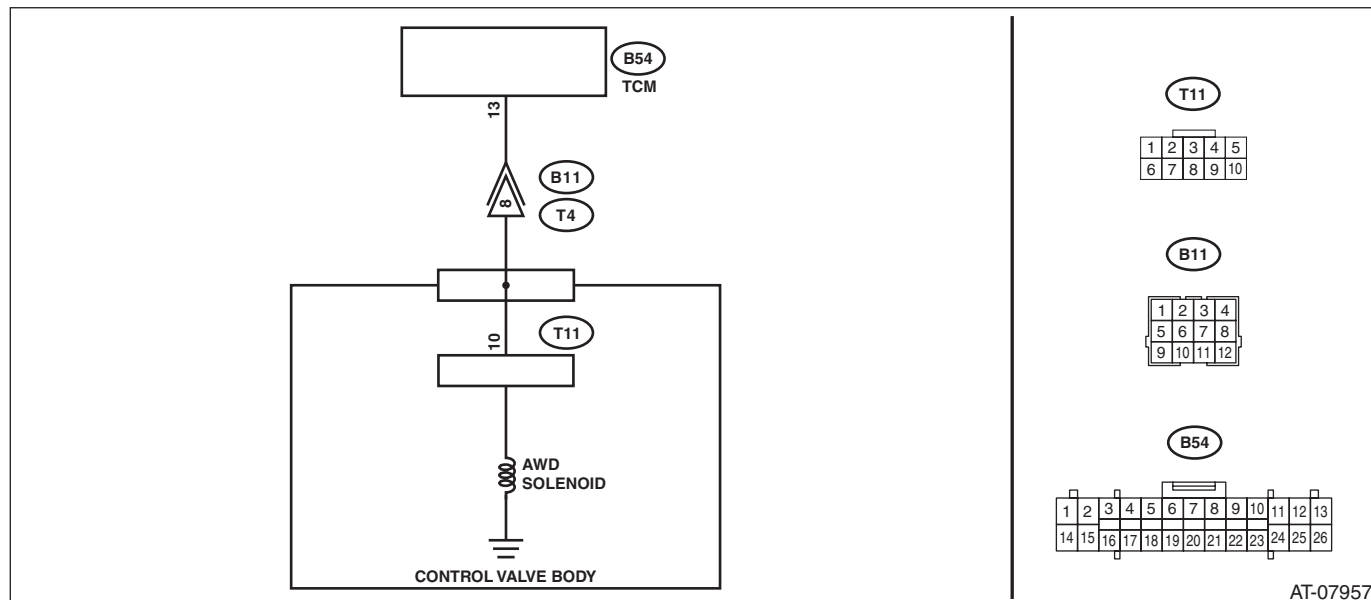 B54
TCM
13
B11
8
T4
T11
10
AWD
SOLENOID
CONTROL VALVE BODY
T11
1 2 3 4 5
6 7 8 9 10
B11
1 2 3 4
5 6 7 8
9 10 11 12
B54
1 2 3 4 5 6 7 8 9 10 11 12 13
14 15 16 17 18 19 20 21 22 23 24 25 26
AT-07957